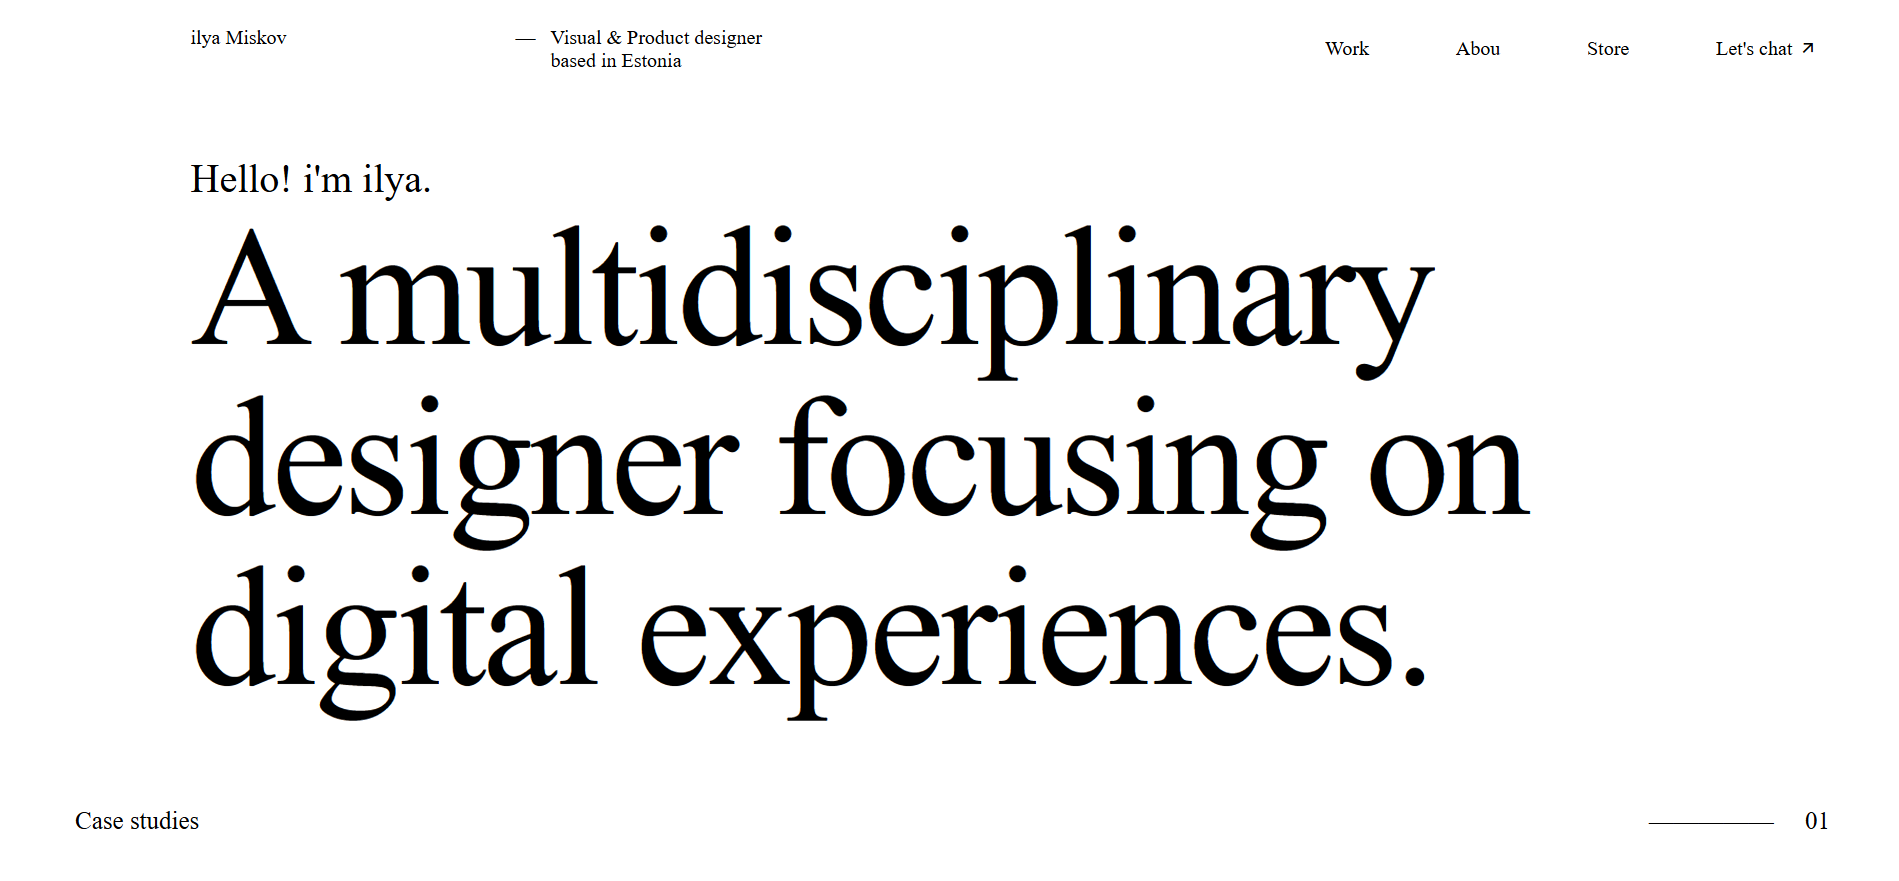 ilya Miskov
— Visual & Product designer
based in Estonia
Work
Abou
Store
Let's chat ↗
Hello! i'm ilya.
A multidisciplinary
designer focusing on
digital experiences.
Case studies
01